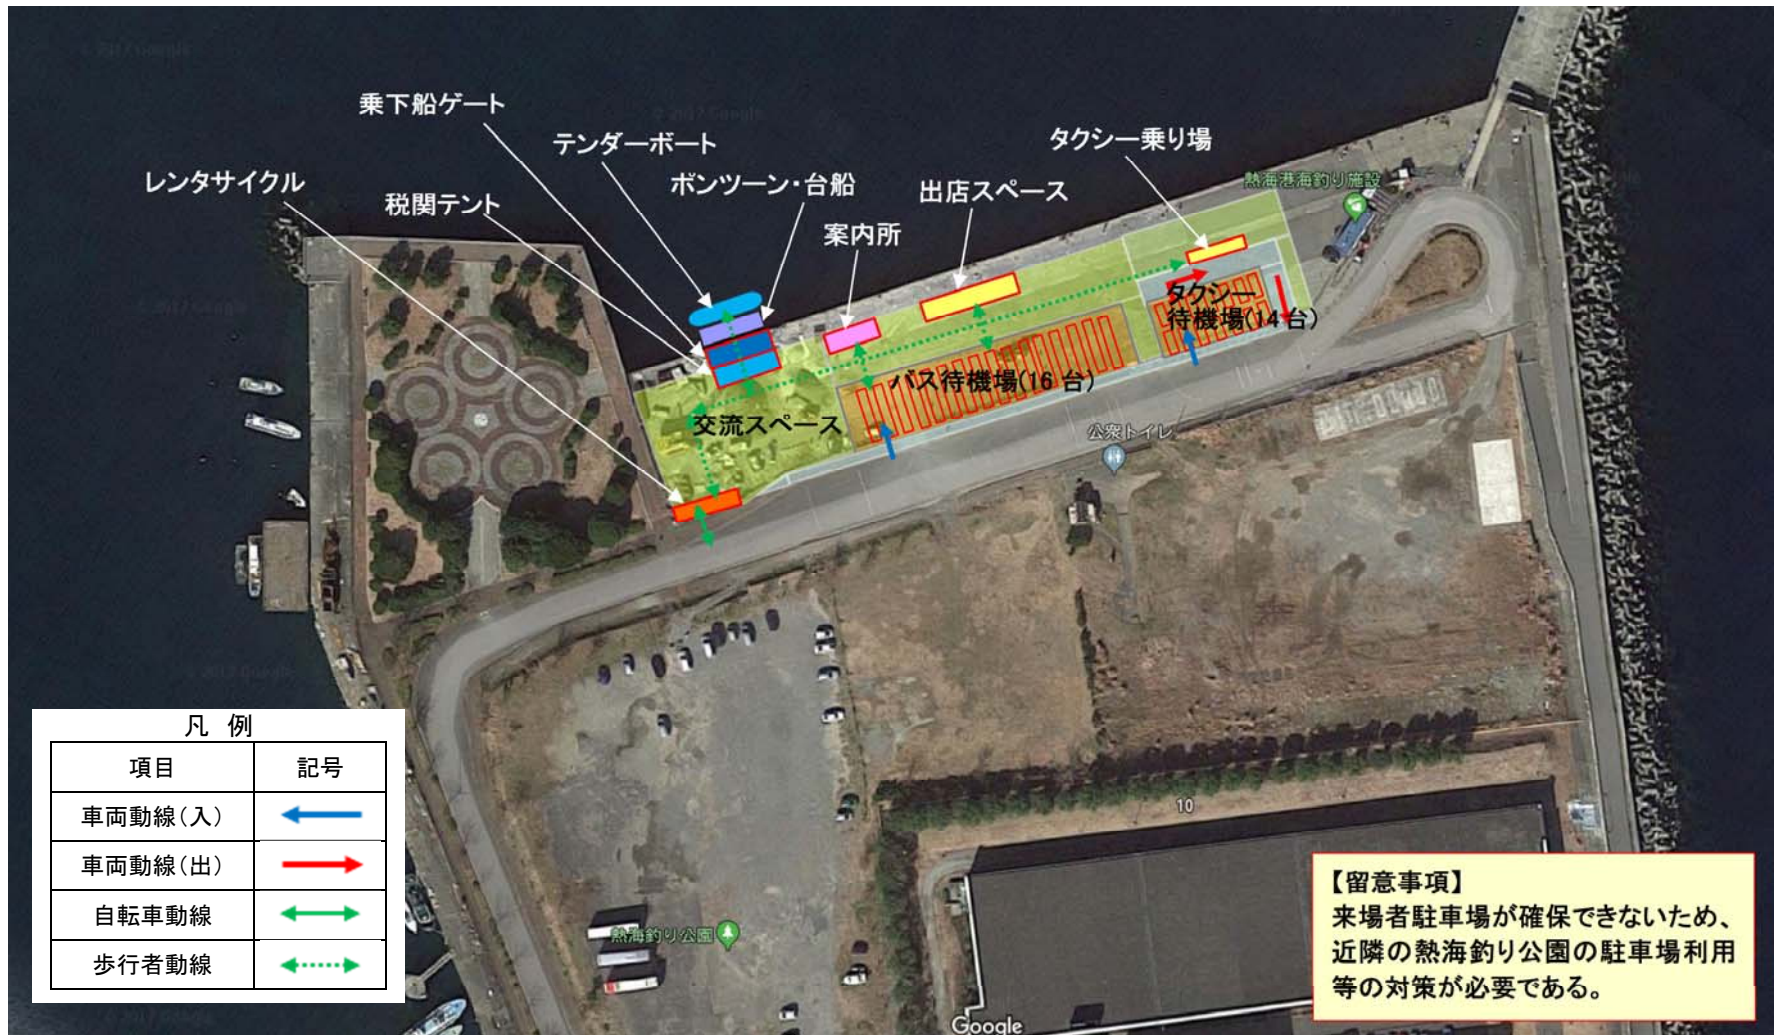 © 2017 Google
© 2017 Google
乗下船ゲート
テンダーボート
タクシー乗り場
レンタサイクル
ポンツーン・台船
税関テント
出店スペース
熱海港海釣り施設
案内所
タクシー
待機場(14台)
バス待機場(16台)
交流スペース
公衆トイレ
凡 例
項目
記号
車両動線(入)
車両動線(出)
自転車動線
歩行者動線
10
熱海釣り公園
【留意事項】
来場者駐車場が確保できないため、
近隣の熱海釣り公園の駐車場利用
等の対策が必要である。
Google